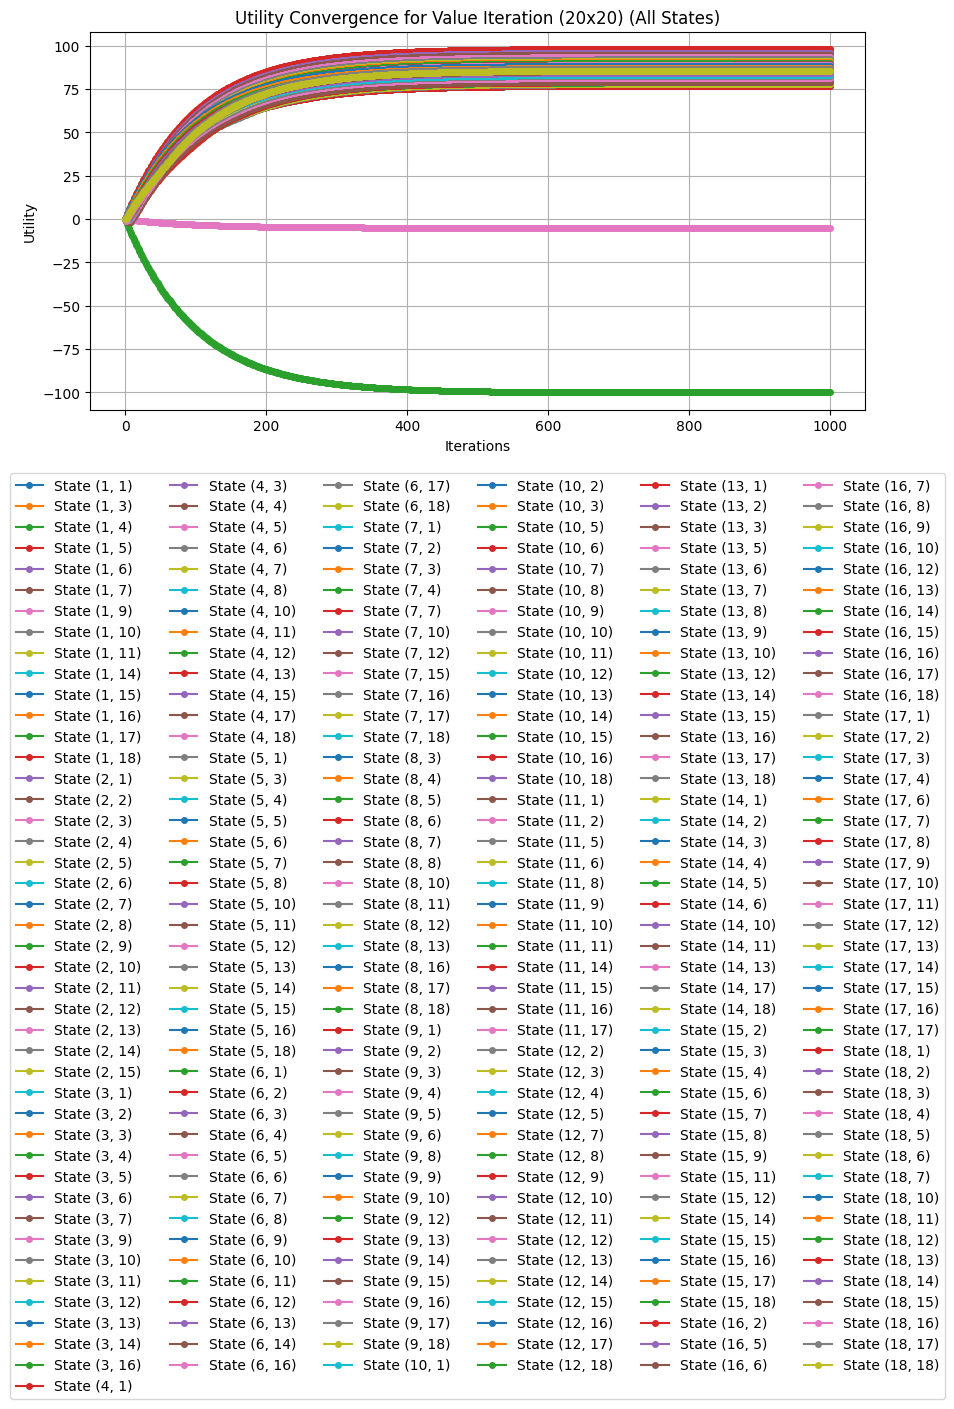 Utility Convergence for Value Iteration (20x20) (All States)
Utility
100
75
50
25
0
−25
−50
−75
−100
0
200
400
600
800
1000
Iterations
State (1, 1)
State (1, 3)
State (1, 4)
State (1, 5)
State (1, 6)
State (1, 7)
State (1, 9)
State (1, 10)
State (1, 11)
State (1, 14)
State (1, 15)
State (1, 16)
State (1, 17)
State (1, 18)
State (2, 1)
State (2, 2)
State (2, 3)
State (2, 4)
State (2, 5)
State (2, 6)
State (2, 7)
State (2, 8)
State (2, 9)
State (2, 10)
State (2, 11)
State (2, 12)
State (2, 13)
State (2, 14)
State (2, 15)
State (3, 1)
State (3, 2)
State (3, 3)
State (3, 4)
State (3, 5)
State (3, 6)
State (3, 7)
State (3, 9)
State (3, 10)
State (3, 11)
State (3, 12)
State (3, 13)
State (3, 14)
State (3, 16)
State (4, 1)
State (4, 3)
State (4, 4)
State (4, 5)
State (4, 6)
State (4, 7)
State (4, 8)
State (4, 10)
State (4, 11)
State (4, 12)
State (4, 13)
State (4, 15)
State (4, 17)
State (4, 18)
State (5, 1)
State (5, 3)
State (5, 4)
State (5, 5)
State (5, 6)
State (5, 7)
State (5, 8)
State (5, 10)
State (5, 11)
State (5, 12)
State (5, 13)
State (5, 14)
State (5, 15)
State (5, 16)
State (5, 18)
State (6, 1)
State (6, 2)
State (6, 3)
State (6, 4)
State (6, 5)
State (6, 6)
State (6, 7)
State (6, 8)
State (6, 9)
State (6, 10)
State (6, 11)
State (6, 12)
State (6, 13)
State (6, 14)
State (6, 16)
State (6, 17)
State (6, 18)
State (7, 1)
State (7, 2)
State (7, 3)
State (7, 4)
State (7, 7)
State (7, 10)
State (7, 12)
State (7, 15)
State (7, 16)
State (7, 17)
State (7, 18)
State (8, 3)
State (8, 4)
State (8, 5)
State (8, 6)
State (8, 7)
State (8, 8)
State (8, 10)
State (8, 11)
State (8, 12)
State (8, 13)
State (8, 16)
State (8, 17)
State (8, 18)
State (9, 1)
State (9, 2)
State (9, 3)
State (9, 4)
State (9, 5)
State (9, 6)
State (9, 8)
State (9, 9)
State (9, 10)
State (9, 12)
State (9, 13)
State (9, 14)
State (9, 15)
State (9, 16)
State (9, 17)
State (9, 18)
State (10, 1)
State (10, 2)
State (10, 3)
State (10, 5)
State (10, 6)
State (10, 7)
State (10, 8)
State (10, 9)
State (10, 10)
State (10, 11)
State (10, 12)
State (10, 13)
State (10, 14)
State (10, 15)
State (10, 16)
State (10, 18)
State (11, 1)
State (11, 2)
State (11, 5)
State (11, 6)
State (11, 8)
State (11, 9)
State (11, 10)
State (11, 11)
State (11, 14)
State (11, 15)
State (11, 16)
State (11, 17)
State (12, 2)
State (12, 3)
State (12, 4)
State (12, 5)
State (12, 7)
State (12, 8)
State (12, 9)
State (12, 10)
State (12, 11)
State (12, 12)
State (12, 13)
State (12, 14)
State (12, 15)
State (12, 16)
State (12, 17)
State (12, 18)
State (13, 1)
State (13, 2)
State (13, 3)
State (13, 5)
State (13, 6)
State (13, 7)
State (13, 8)
State (13, 9)
State (13, 10)
State (13, 12)
State (13, 14)
State (13, 15)
State (13, 16)
State (13, 17)
State (13, 18)
State (14, 1)
State (14, 2)
State (14, 3)
State (14, 4)
State (14, 5)
State (14, 6)
State (14, 10)
State (14, 11)
State (14, 13)
State (14, 17)
State (14, 18)
State (15, 2)
State (15, 3)
State (15, 4)
State (15, 6)
State (15, 7)
State (15, 8)
State (15, 9)
State (15, 11)
State (15, 12)
State (15, 14)
State (15, 15)
State (15, 16)
State (15, 17)
State (15, 18)
State (16, 2)
State (16, 5)
State (16, 6)
State (16, 7)
State (16, 8)
State (16, 9)
State (16, 10)
State (16, 12)
State (16, 13)
State (16, 14)
State (16, 15)
State (16, 16)
State (16, 17)
State (16, 18)
State (17, 1)
State (17, 2)
State (17, 3)
State (17, 4)
State (17, 6)
State (17, 7)
State (17, 8)
State (17, 9)
State (17, 10)
State (17, 11)
State (17, 12)
State (17, 13)
State (17, 14)
State (17, 15)
State (17, 16)
State (17, 17)
State (18, 1)
State (18, 2)
State (18, 3)
State (18, 4)
State (18, 5)
State (18, 6)
State (18, 7)
State (18, 10)
State (18, 11)
State (18, 12)
State (18, 13)
State (18, 14)
State (18, 15)
State (18, 16)
State (18, 17)
State (18, 18)